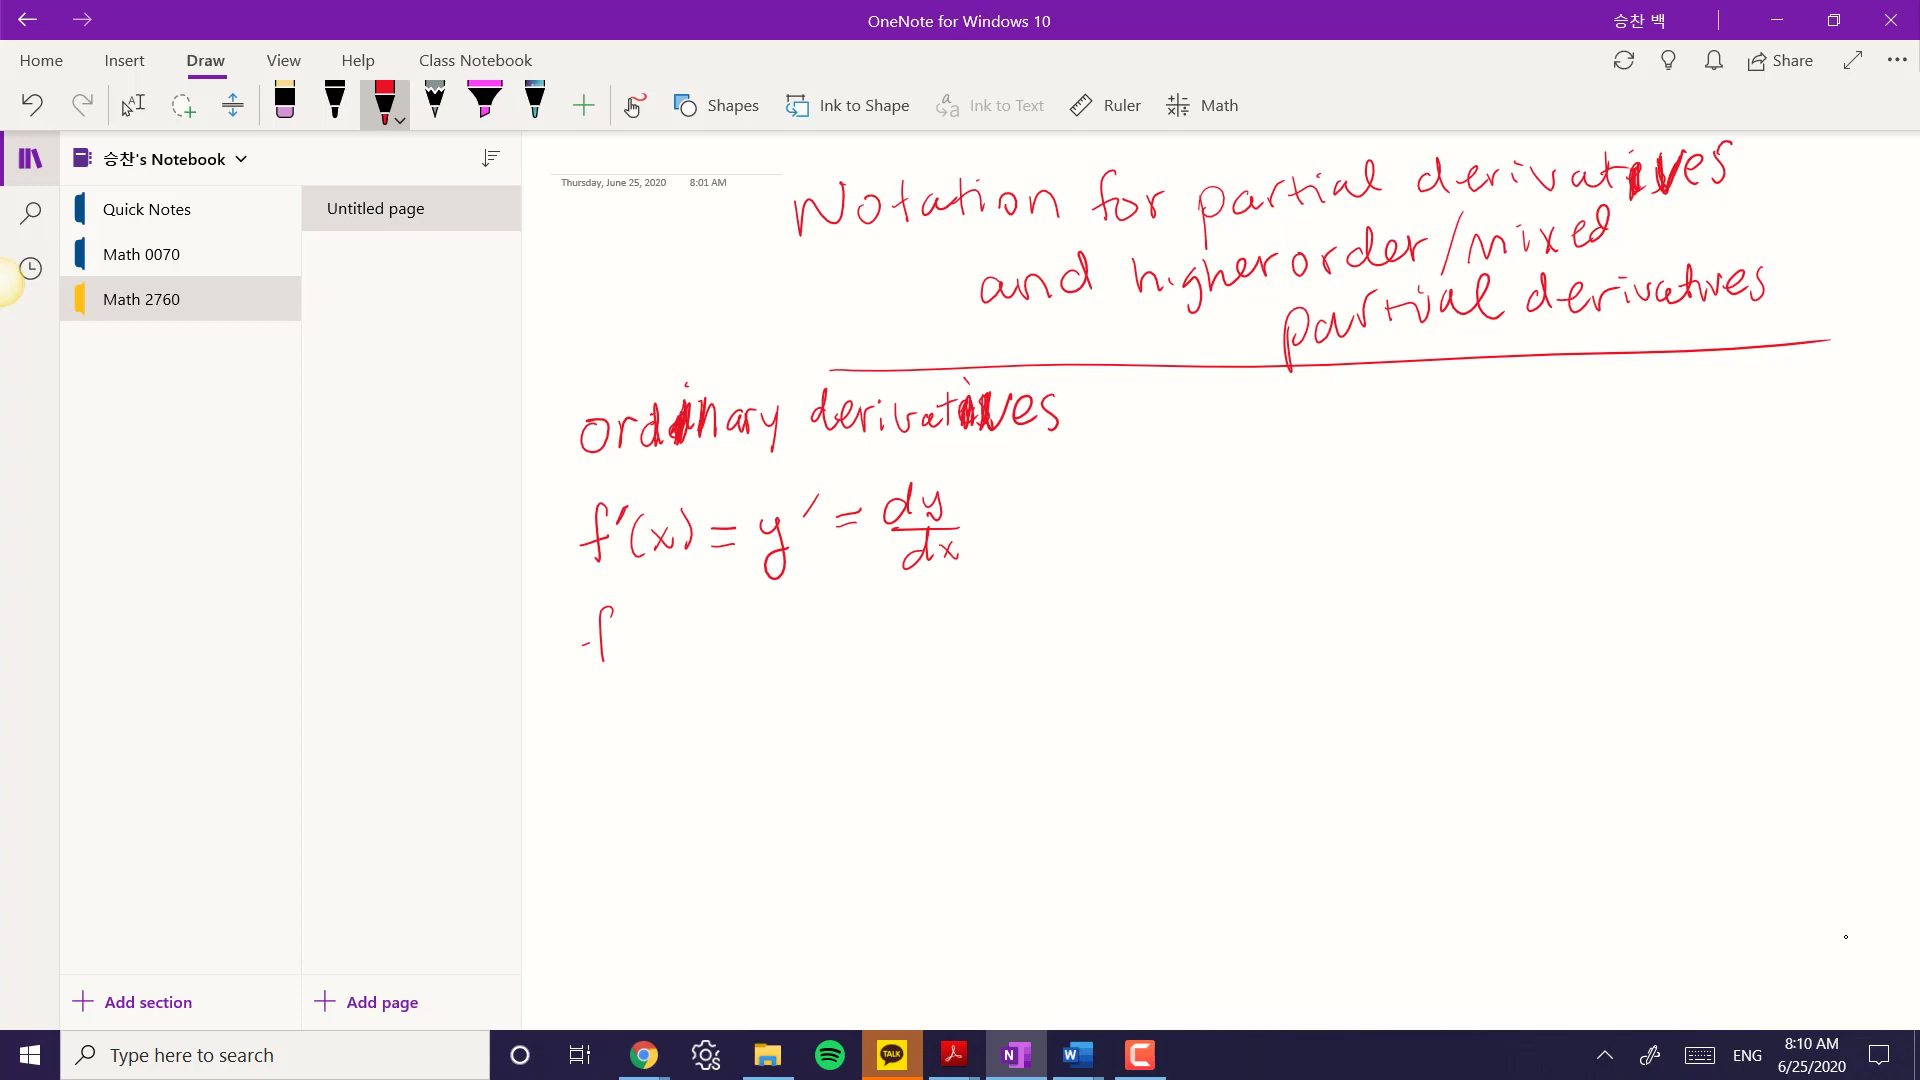 OneNote for Windows 10
승찬 백
Home Insert Draw View Help Class Notebook
Share
Shapes Ink to Shape Ink to Text Ruler Math
승찬's Notebook
Quick Notes
Math 0070
Math 2760
Untitled page
Thursday, June 25, 2020 8:01 AM
Notation for partial derivatives
and higher order/mixed
partial derivatives
ordinary derivatives
f'(x) = y' = dy/dx
f
Add section
Add page
Type here to search
TALK
ENG
8:10 AM
6/25/2020